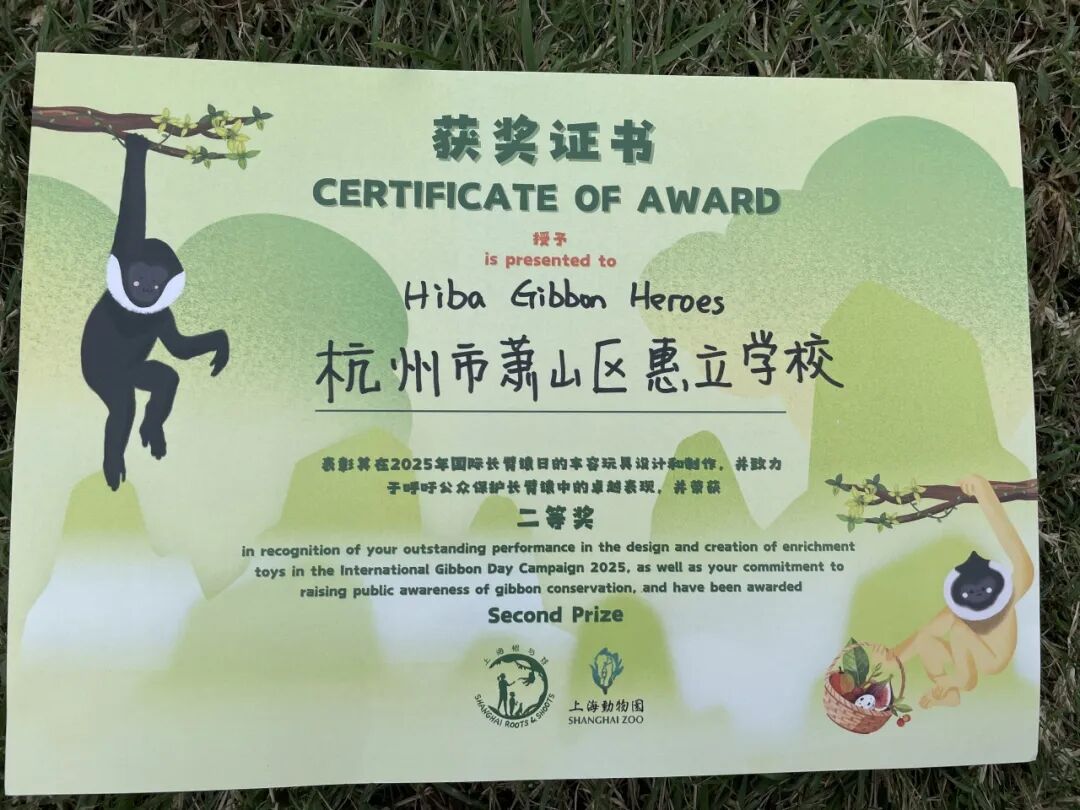 获奖证书
CERTIFICATE OF AWARD
授予
is presented to
Hiba Gibbon Heroes
杭州市萧山区惠立学校
表彰其在2025年国际长臂猿日的丰容玩具设计和制作，并致力
于呼吁公众保护长臂猿中的卓越表现，并荣获
二等奖
in recognition of your outstanding performance in the design and creation of enrichment
toys in the International Gibbon Day Campaign 2025, as well as your commitment to
raising public awareness of gibbon conservation, and have been awarded
Second Prize
上海根与芽
SHANGHAI ROOTS & SHOOTS
上海動物園
SHANGHAI ZOO